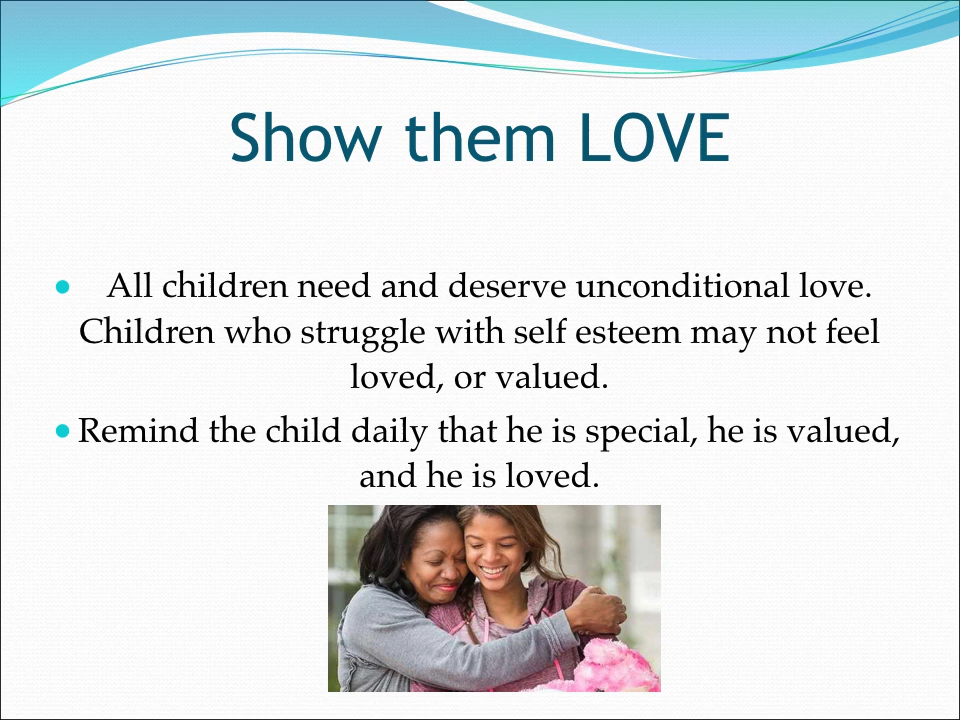 Show them LOVE
• All children need and deserve unconditional love.
Children who struggle with self esteem may not feel
loved, or valued.
• Remind the child daily that he is special, he is valued,
and he is loved.